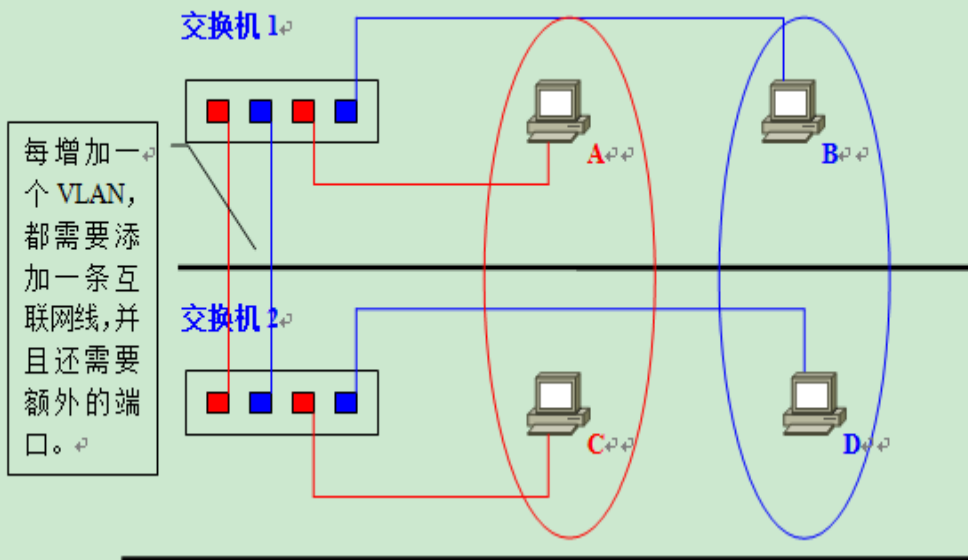 交换机 1
A
B
每增加一
个 VLAN,
都需要添
加一条互
联网线,并
且还需要
额外的端
口。
交换机 2
C
D